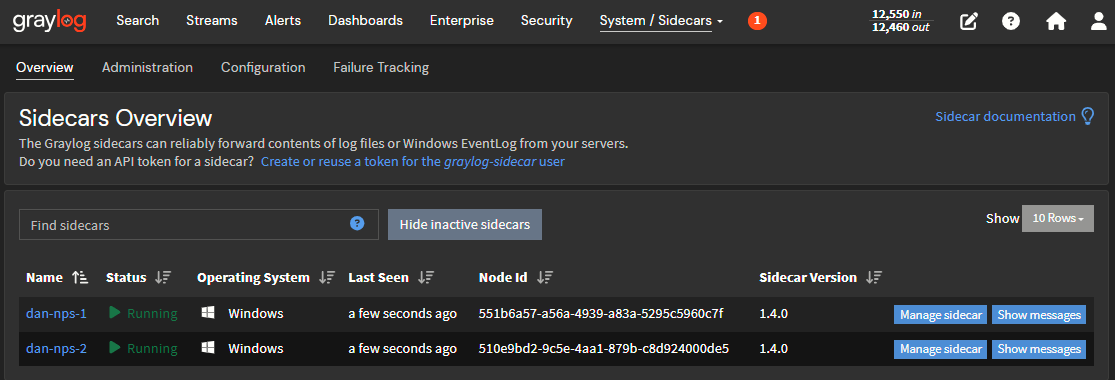 graylog Search Streams Alerts Dashboards Enterprise Security System / Sidecars 1 12,550 in
12,460 out
Overview Administration Configuration Failure Tracking
Sidecars Overview
Sidecar documentation
The Graylog sidecars can reliably forward contents of log files or Windows EventLog from your servers.
Do you need an API token for a sidecar? Create or reuse a token for the graylog-sidecar user
Find sidecars ? Hide inactive sidecars Show 10 Rows
Name Status Operating System Last Seen Node Id Sidecar Version
dan-nps-1 Running Windows a few seconds ago 551b6a57-a56a-4939-a83a-5295c5960c7f 1.4.0 Manage sidecar Show messages
dan-nps-2 Running Windows a few seconds ago 510e9bd2-9c5e-4aa1-879b-c8d924000de5 1.4.0 Manage sidecar Show messages